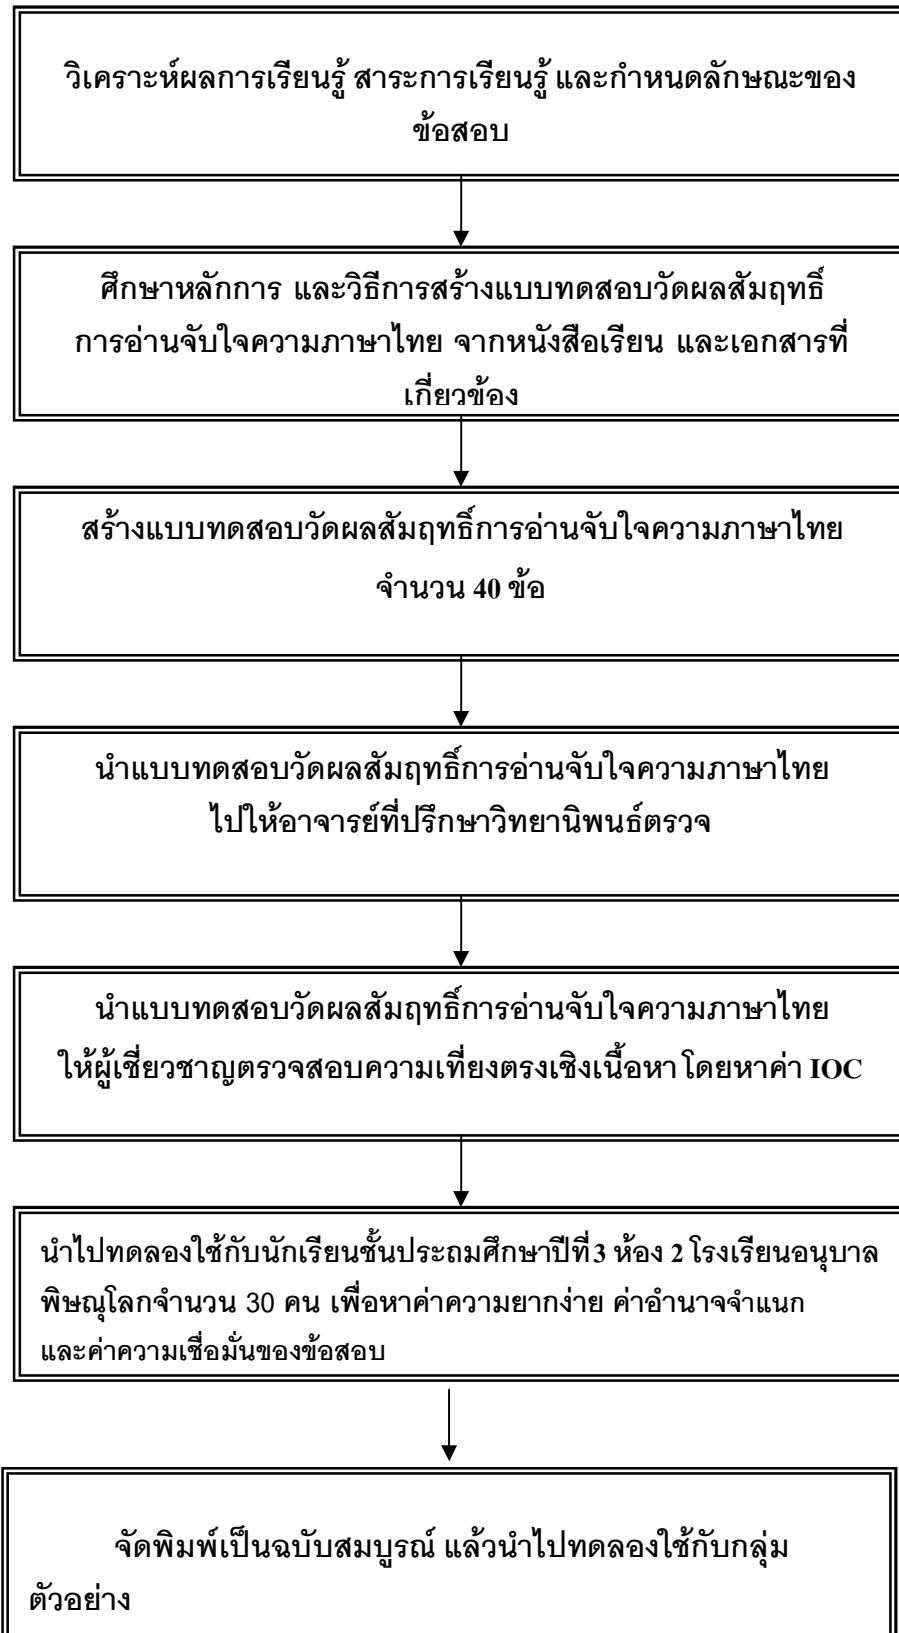 วิเคราะห์ผลการเรียนรู้ สาระการเรียนรู้ และกำหนดลักษณะของ
ข้อสอบ
ศึกษาหลักการ และวิธีการสร้างแบบทดสอบวัดผลสัมฤทธิ์
การอ่านจับใจความภาษาไทย จากหนังสือเรียน และเอกสารที่
เกี่ยวข้อง
สร้างแบบทดสอบวัดผลสัมฤทธิ์การอ่านจับใจความภาษาไทย
จำนวน 40 ข้อ
นำแบบทดสอบวัดผลสัมฤทธิ์การอ่านจับใจความภาษาไทย
ไปให้อาจารย์ที่ปรึกษาวิทยานิพนธ์ตรวจ
นำแบบทดสอบวัดผลสัมฤทธิ์การอ่านจับใจความภาษาไทย
ให้ผู้เชี่ยวชาญตรวจสอบความเที่ยงตรงเชิงเนื้อหา โดยหาค่า IOC
นำไปทดลองใช้กับนักเรียนชั้นประถมศึกษาปีที่ 3 ห้อง 2 โรงเรียนอนุบาล
พิษณุโลกจำนวน 30 คน เพื่อหาค่าความยากง่าย ค่าอำนาจจำแนก
และค่าความเชื่อมั่นของข้อสอบ
จัดพิมพ์เป็นฉบับสมบูรณ์ แล้วนำไปทดลองใช้กับกลุ่ม
ตัวอย่าง